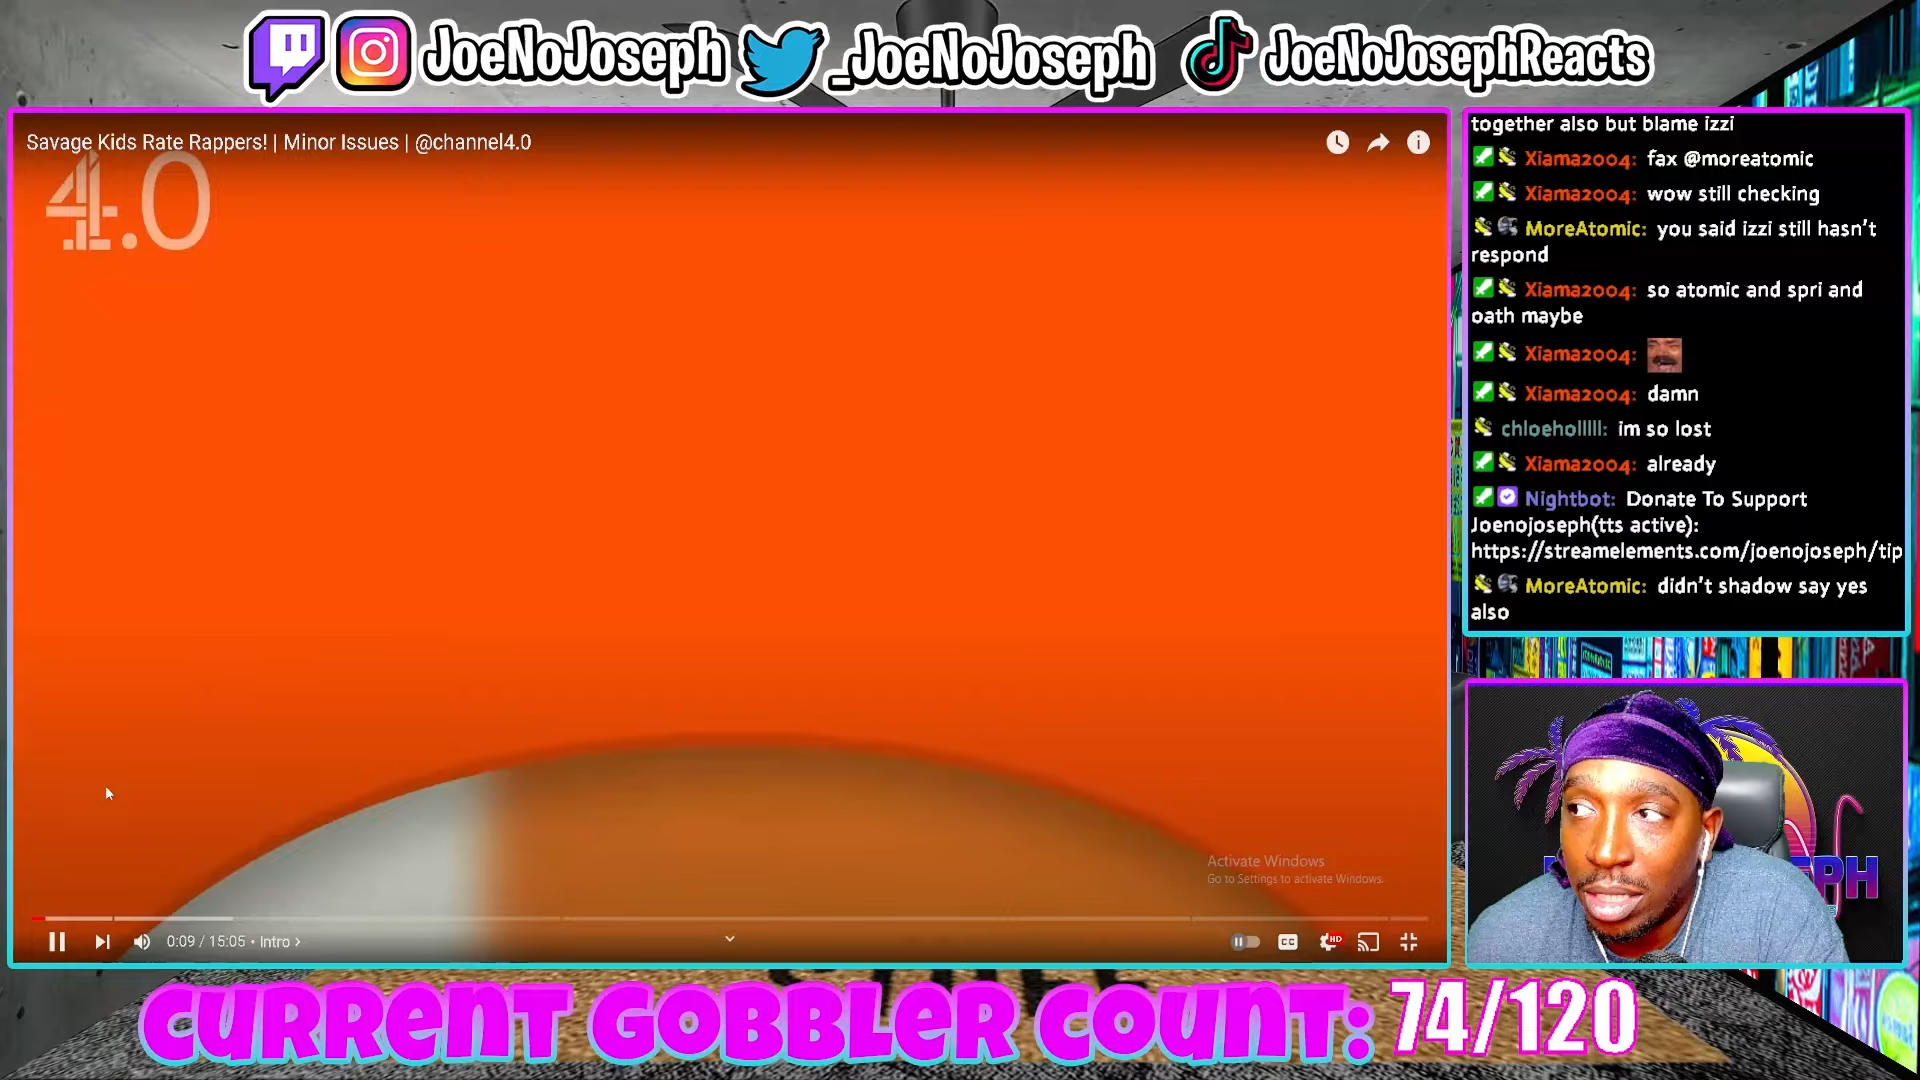 JoeNoJoseph _JoeNoJoseph JoeNoJosephReacts
Savage Kids Rate Rappers! | Minor Issues | @channel4.0
4.0
together also but blame izzi
Xiama2004: fax @moreatomic
Xiama2004: wow still checking
MoreAtomic: you said izzi still hasn't
respond
Xiama2004: so atomic and spri and
oath maybe
Xiama2004:
Xiama2004: damn
chloehollll: im so lost
Xiama2004: already
Nightbot: Donate To Support
Joenojoseph(tts active):
https://streamelements.com/joenojoseph/tip
MoreAtomic: didn't shadow say yes
also
Activate Windows
Go to Settings to activate Windows.
0:09 / 15:05 • Intro ›
CC
HD
PH
CURRENT GOBBLER COUNT: 74/120